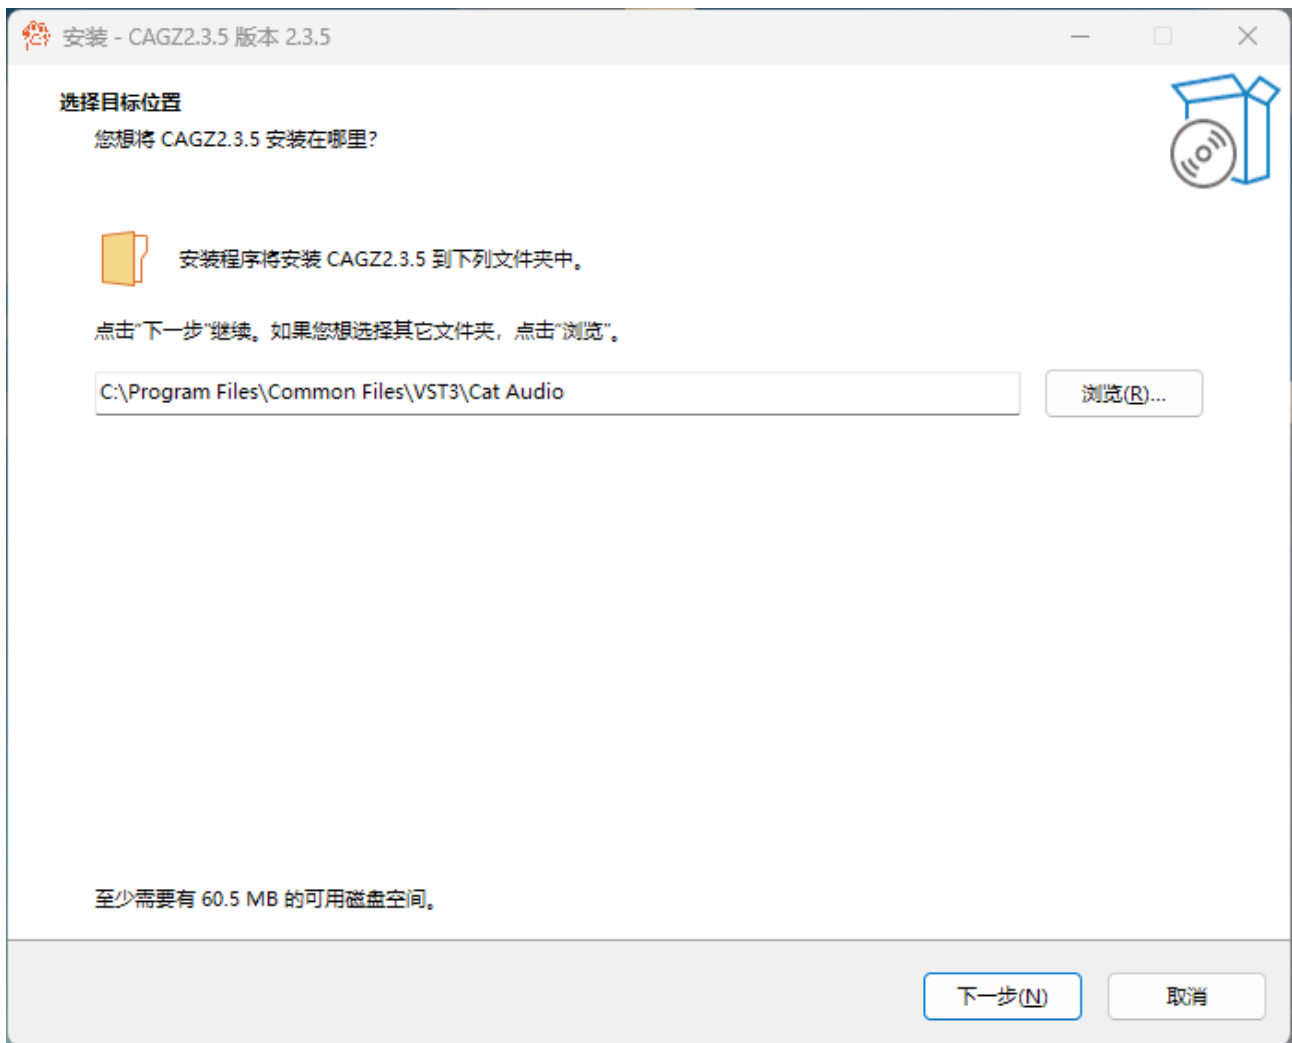 安装 - CAGZ2.3.5 版本 2.3.5
选择目标位置
您想将 CAGZ2.3.5 安装在哪里?
安装程序将安装 CAGZ2.3.5 到下列文件夹中。
点击“下一步”继续。如果您想选择其它文件夹，点击“浏览”。
C:\Program Files\Common Files\VST3\Cat Audio
浏览(R)...
至少需要有 60.5 MB 的可用磁盘空间。
下一步(N)
取消